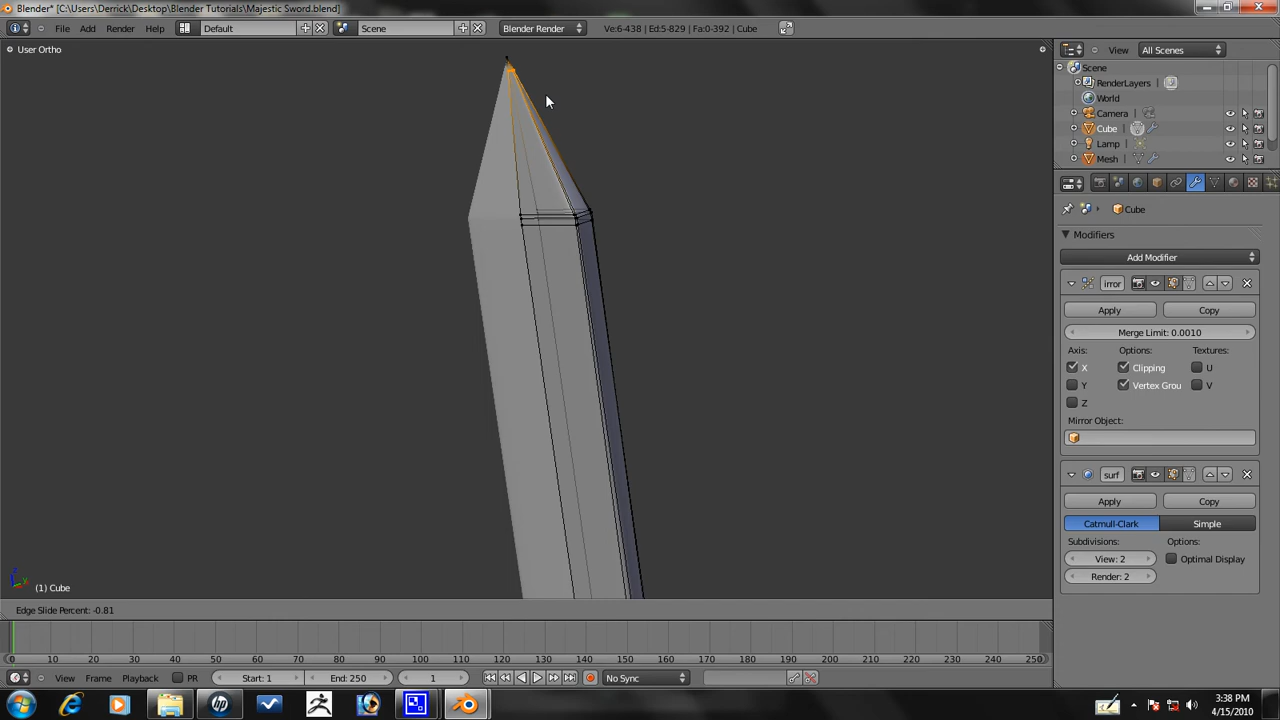 Blender* [C:\Users\Derrick\Desktop\Blender Tutorials\Majestic Sword.blend]
File Add Render Help Default Scene Blender Render Ve:6-438 | Ed:5-829 | Fa:0-392 | Cube
User Ortho
View All Scenes
Scene
RenderLayers
World
Camera
Cube
Lamp
Mesh
Cube
Modifiers
Add Modifier
irror
Apply Copy
Merge Limit: 0.0010
Axis: Options: Textures:
X Clipping U
Y Vertex Grou V
Z
Mirror Object:
surf
Apply Copy
Catmull-Clark Simple
Subdivisions: Options:
View: 2 Optimal Display
Render: 2
(1) Cube
Edge Slide Percent: -0.81
0 10 20 30 40 50 60 70 80 90 100 110 120 130 140 150 160 170 180 190 200 210 220 230 240 250
View Frame Playback PR Start: 1 End: 250 1 No Sync
3:38 PM
4/15/2010